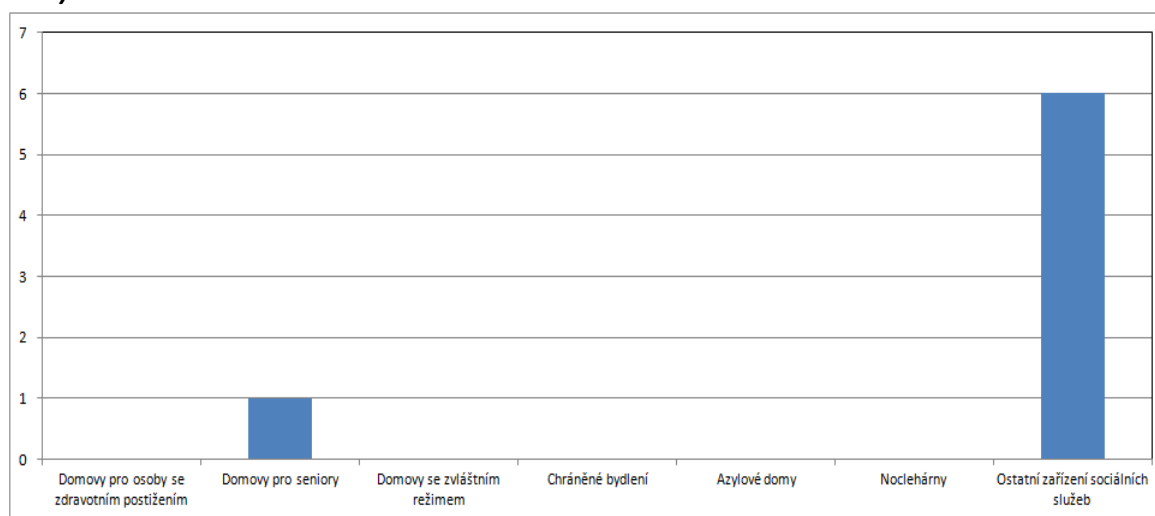 7
6
5
4
3
2
1
0
Domovy pro osoby se
zdravotním postižením
Domovy pro seniory
Domovy se zvláštním
režimem
Chráněné bydlení
Azylové domy
Noclehárny
Ostatní zařízení sociálních
služeb